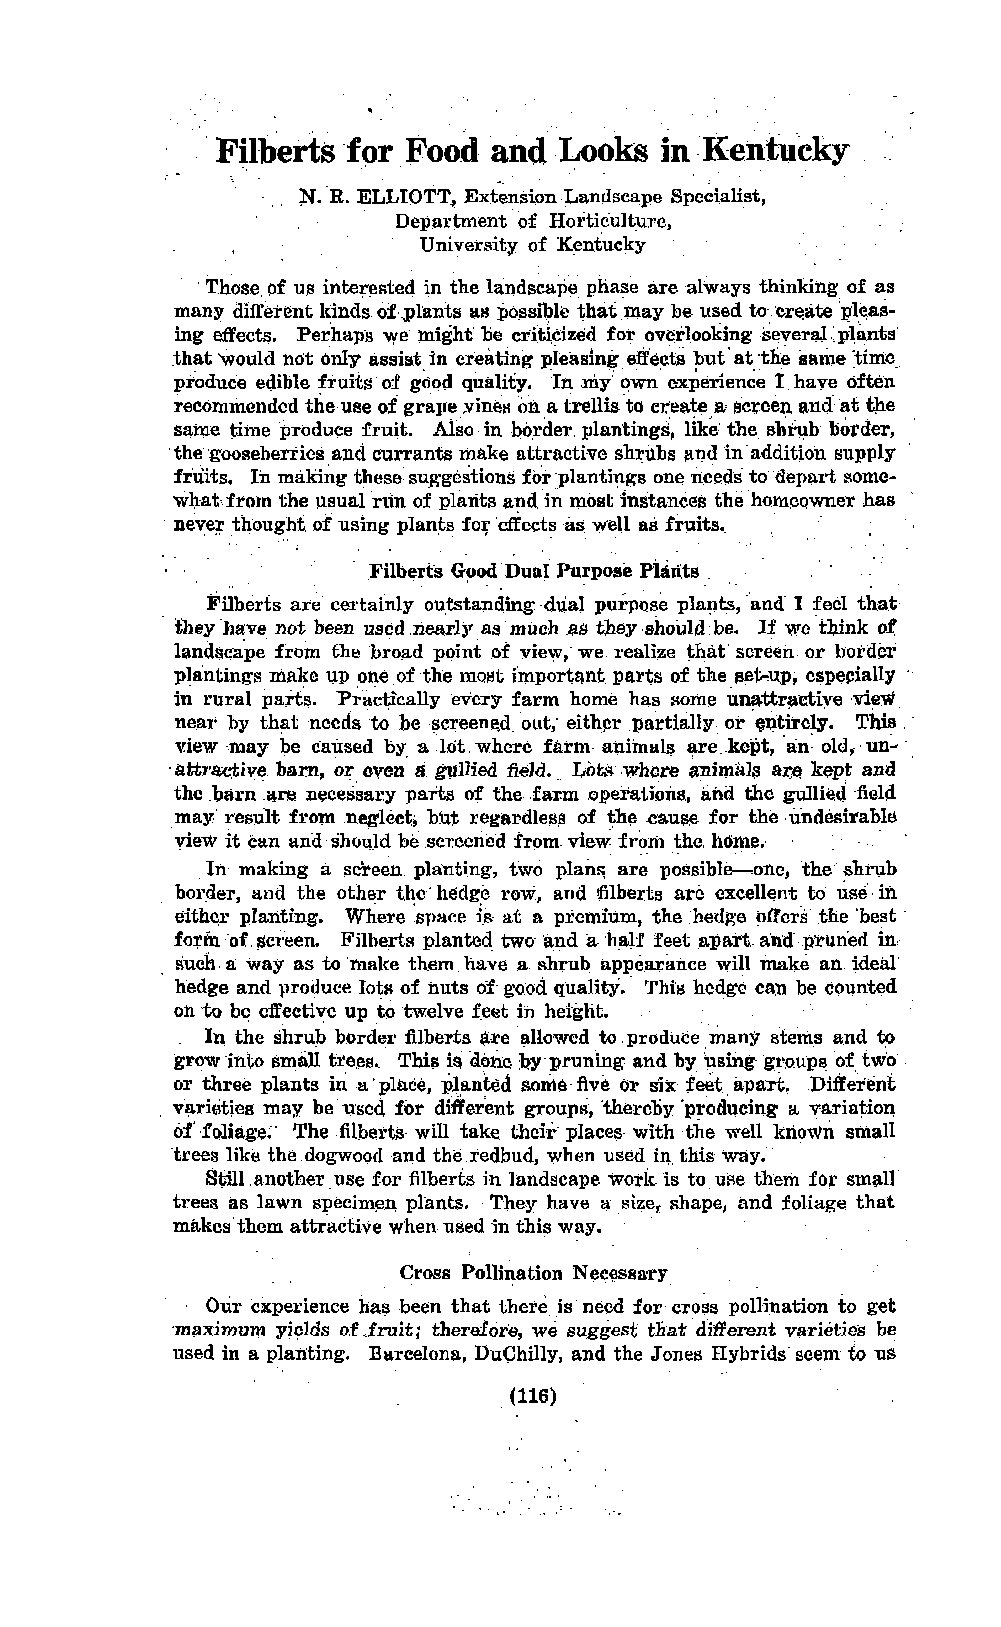 Filberts for Food and Looks in Kentucky
N. R. ELLIOTT, Extension Landscape Specialist,
Department of Horticulture,
University of Kentucky
Those of us interested in the landscape phase are always thinking of as
many different kinds of plants as possible that may be used to create pleas-
ing effects. Perhaps we might be criticized for overlooking several plants
that would not only assist in creating pleasing effects but at the same time
produce edible fruits of good quality. In my own experience I have often
recommended the use of grape vines on a trellis to create a screen and at the
same time produce fruit. Also in border plantings, like the shrub border,
the gooseberries and currants make attractive shrubs and in addition supply
fruits. In making these suggestions for plantings one needs to depart some-
what from the usual run of plants and in most instances the homeowner has
never thought of using plants for effects as well as fruits.
Filberts Good Dual Purpose Plants
Filberts are certainly outstanding dual purpose plants, and I feel that
they have not been used nearly as much as they should be. If we think of
landscape from the broad point of view, we realize that screen or border
plantings make up one of the most important parts of the set-up, especially
in rural parts. Practically every farm home has some unattractive view
near by that needs to be screened out, either partially or entirely. This
view may be caused by a lot where farm animals are kept, an old, un-
attractive barn, or even a gullied field. Lots where animals are kept and
the barn are necessary parts of the farm operations, and the gullied field
may result from neglect, but regardless of the cause for the undesirable
view it can and should be screened from view from the home.
In making a screen planting, two plans are possible—one, the shrub
border, and the other the hedge row, and filberts are excellent to use in
either planting. Where space is at a premium, the hedge offers the best
form of screen. Filberts planted two and a half feet apart and pruned in
such a way as to make them have a shrub appearance will make an ideal
hedge and produce lots of nuts of good quality. This hedge can be counted
on to be effective up to twelve feet in height.
In the shrub border filberts are allowed to produce many stems and to
grow into small trees. This is done by pruning and by using groups of two
or three plants in a place, planted some five or six feet apart. Different
varieties may be used for different groups, thereby producing a variation
of foliage. The filberts will take their places with the well known small
trees like the dogwood and the redbud, when used in this way.
Still another use for filberts in landscape work is to use them for small
trees as lawn specimen plants. They have a size, shape, and foliage that
makes them attractive when used in this way.
Cross Pollination Necessary
Our experience has been that there is need for cross pollination to get
maximum yields of fruit; therefore, we suggest that different varieties be
used in a planting. Barcelona, DuChilly, and the Jones Hybrids seem to us
(116)